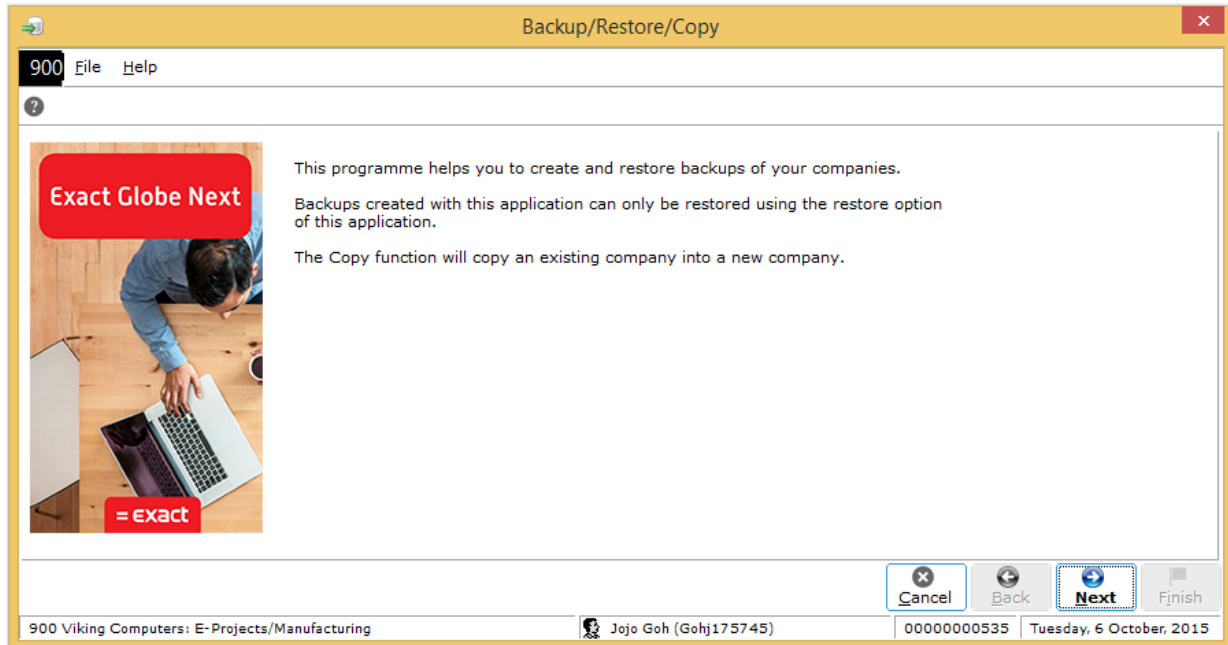 Backup/Restore/Copy
900 File Help
Exact Globe Next
This programme helps you to create and restore backups of your companies.
Backups created with this application can only be restored using the restore option
of this application.
The Copy function will copy an existing company into a new company.
= exact
Cancel Back Next Finish
900 Viking Computers: E-Projects/Manufacturing Jojo Goh (Gohj175745) 00000000535 Tuesday, 6 October, 2015